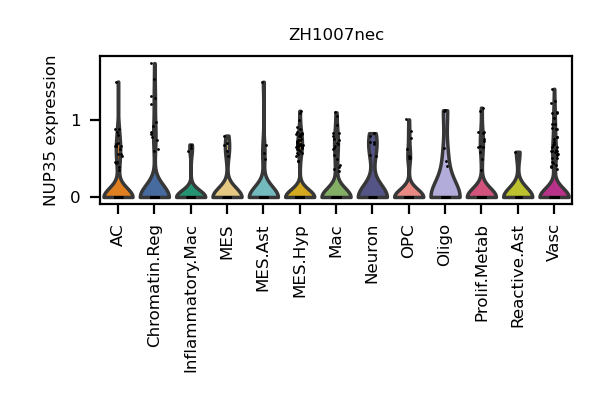 ZH1007nec
NUP35 expression
1
0
AC
Chromatin.Reg
Inflammatory.Mac
MES
MES.Ast
MES.Hyp
Mac
Neuron
OPC
Oligo
Prolif.Metab
Reactive.Ast
Vasc